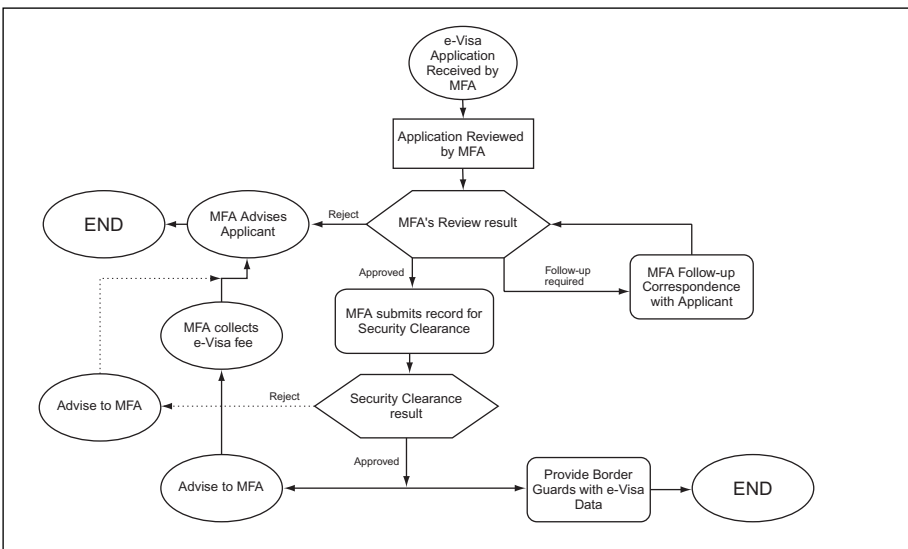 e-Visa
Application
Received by
MFA
Application Reviewed
by MFA
END
MFA Advises
Applicant
Reject
MFA's Review result
Approved
Follow-up
required
MFA Follow-up
Correspondence
with Applicant
MFA submits record for
Security Clearance
MFA collects
e-Visa fee
Advise to MFA
Reject
Security Clearance
result
Approved
Advise to MFA
Provide Border
Guards with e-Visa
Data
END